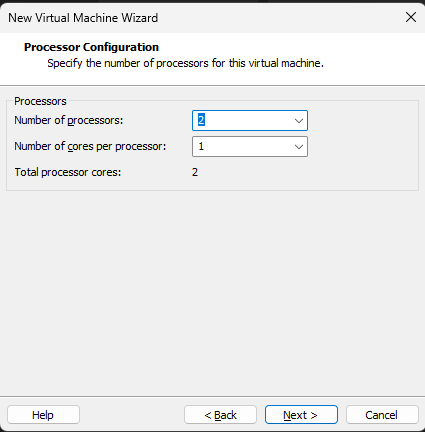 New Virtual Machine Wizard
Processor Configuration
Specify the number of processors for this virtual machine.
Processors
Number of processors: 2
Number of cores per processor: 1
Total processor cores: 2
Help < Back Next > Cancel